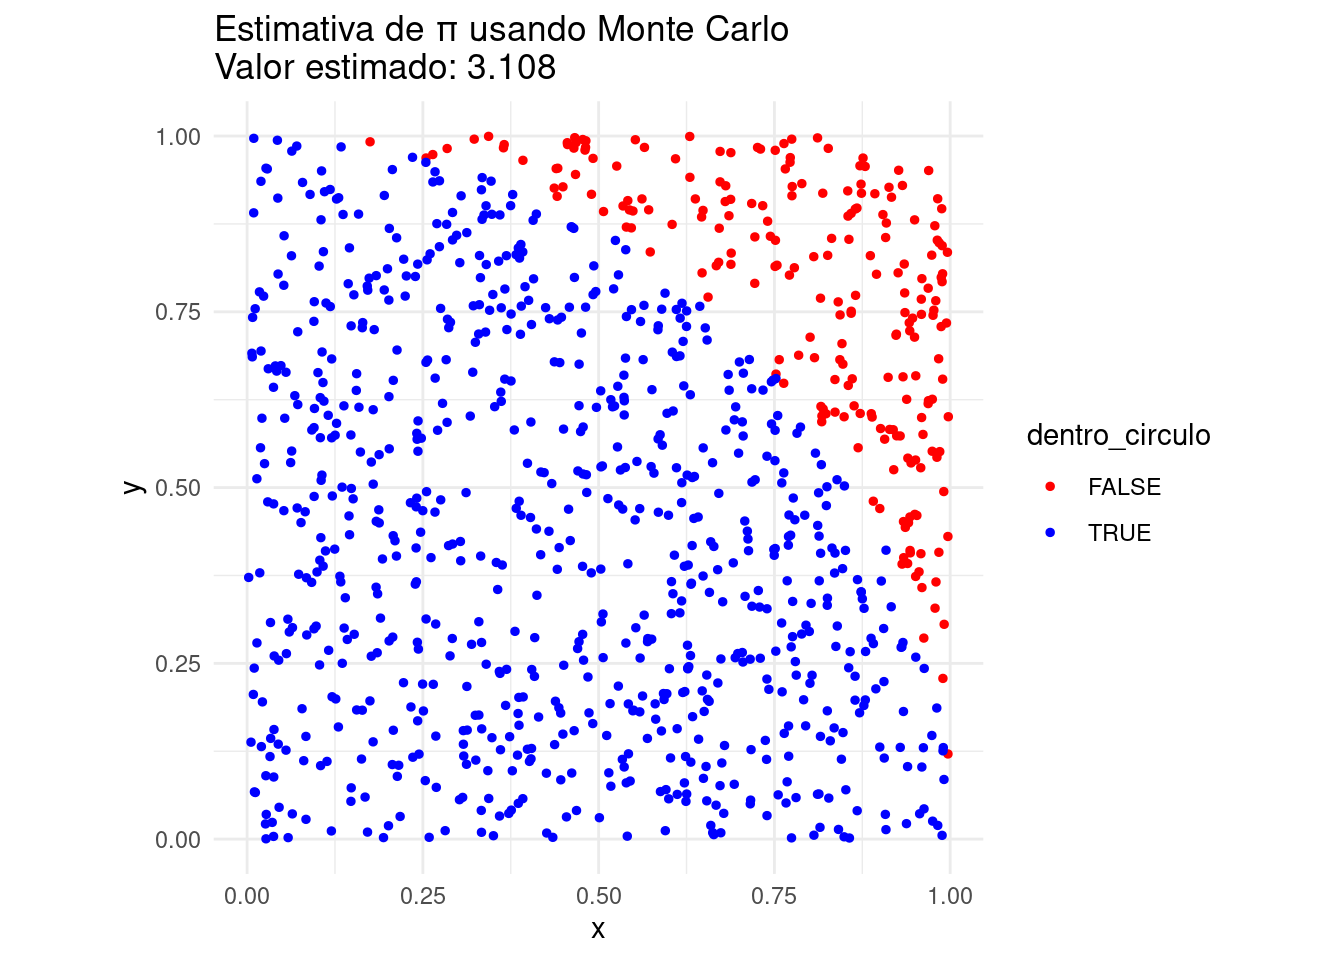 Estimativa de π usando Monte Carlo
Valor estimado: 3.108
1.00
0.75
0.50
0.25
0.00
y
0.00 0.25 0.50 0.75 1.00
x
dentro_circulo
FALSE
TRUE